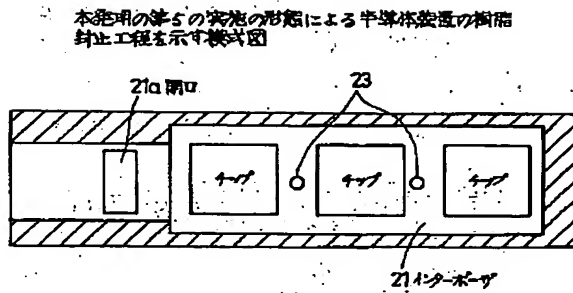 本発明の第5の実施の形態による半導体装置の樹脂
封止工程を示す模式図
21a 開口
23
チップ
チップ
チップ
21 インターポーザ